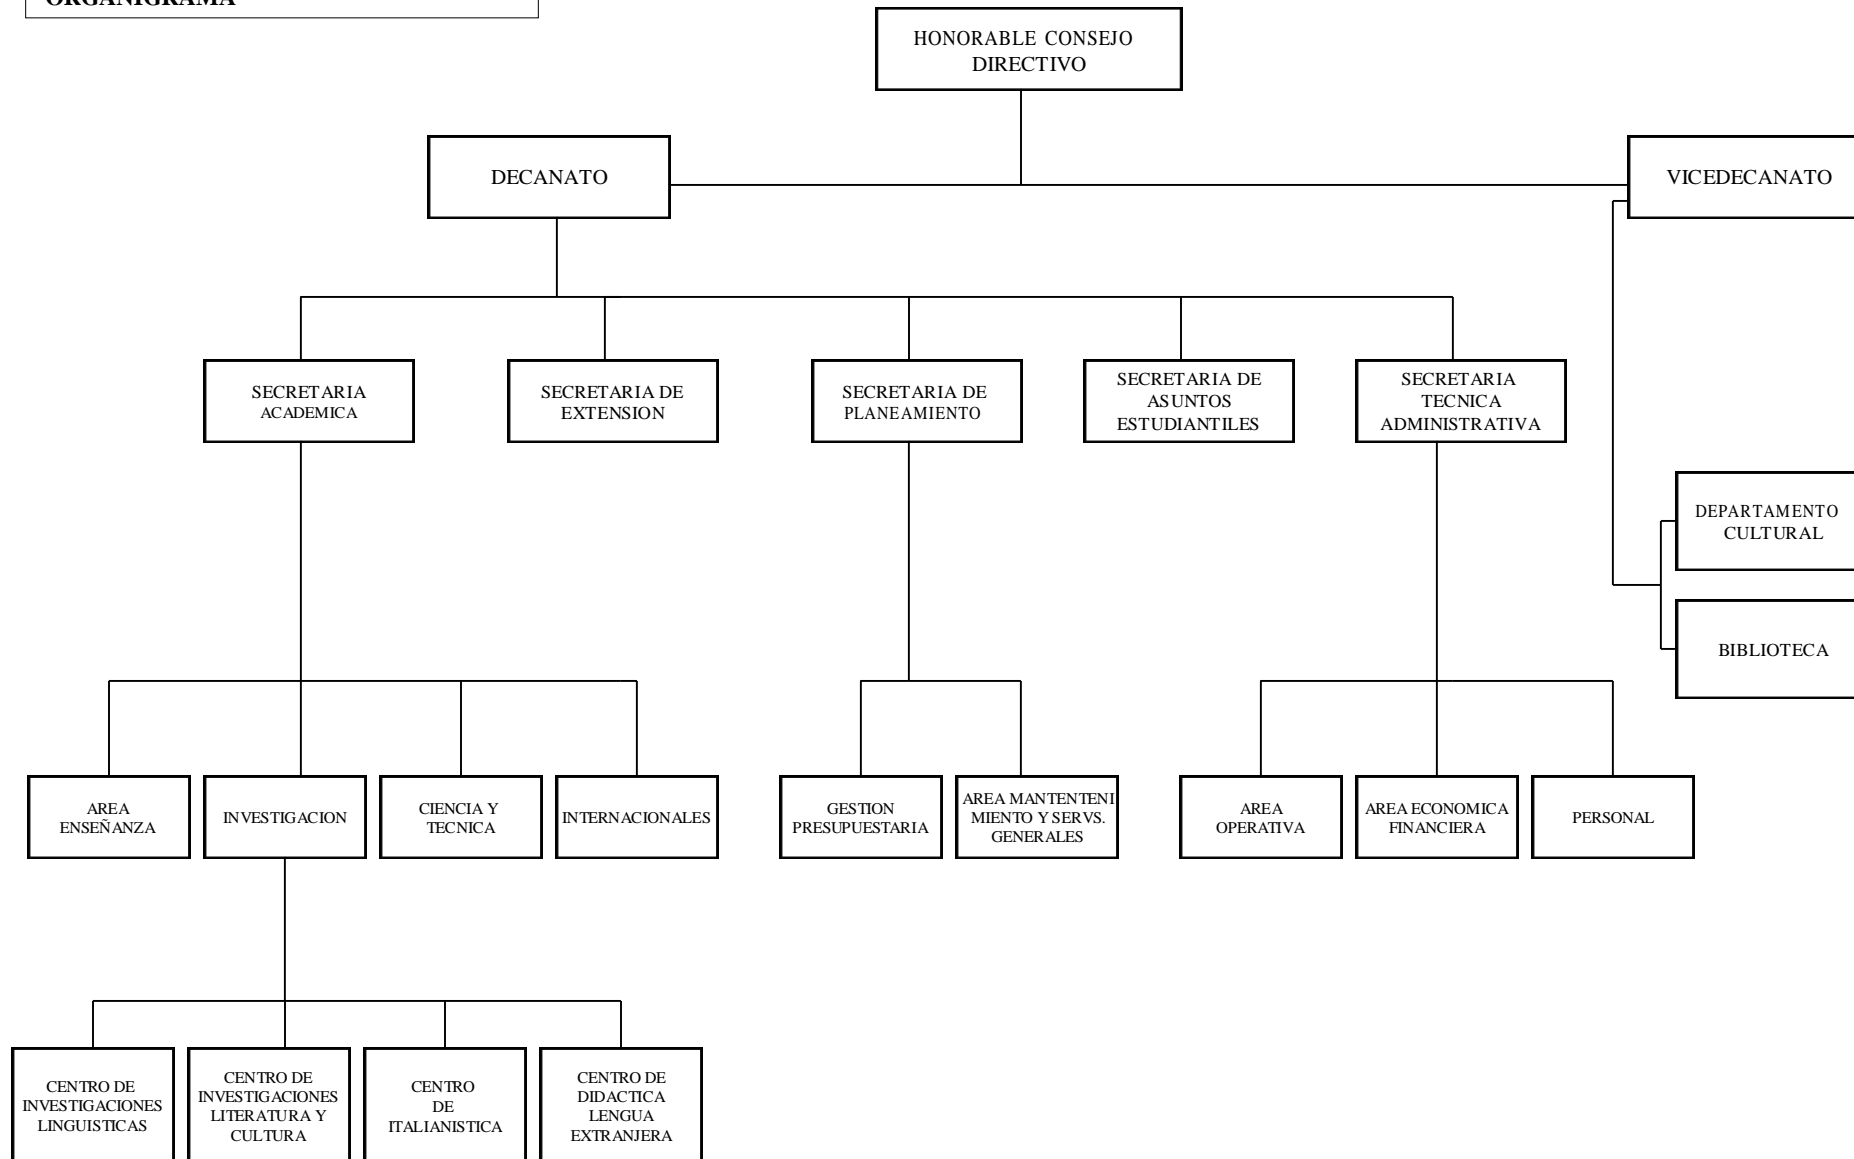 ORGANIGRAMA
HONORABLE CONSEJO
DIRECTIVO
DECANATO
VICEDECANATO
SECRETARIA
ACADEMICA
SECRETARIA DE
EXTENSION
SECRETARIA DE
PLANEAMIENTO
SECRETARIA DE
ASUNTOS
ESTUDIANTILES
SECRETARIA
TECNICA
ADMINISTRATIVA
DEPARTAMENTO
CULTURAL
BIBLIOTECA
AREA
ENSEÑANZA
INVESTIGACION
CIENCIA Y
TECNICA
INTERNACIONALES
GESTION
PRESUPUESTARIA
AREA MANTENTENI
MIENTO Y SERVS.
GENERALES
AREA
OPERATIVA
AREA ECONOMICA
FINANCIERA
PERSONAL
CENTRO DE
INVESTIGACIONES
LINGUISTICAS
CENTRO DE
INVESTIGACIONES
LITERATURA Y
CULTURA
CENTRO
DE
ITALIANISTICA
CENTRO DE
DIDACTICA
LENGUA
EXTRANJERA